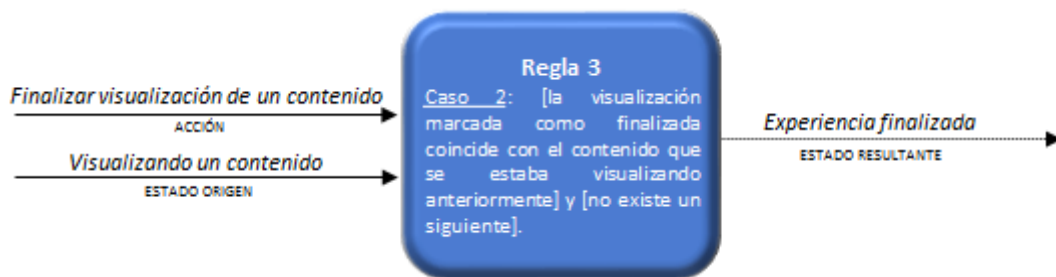 Finalizar visualización de un contenido
ACCIÓN
Visualizando un contenido
ESTADO ORIGEN
Regla 3
Caso 2: [la visualización
marcada como finalizada
coincide con el contenido que
se estaba visualizando
anteriormente] y [no existe un
siguiente].
Experiencia finalizada
ESTADO RESULTANTE